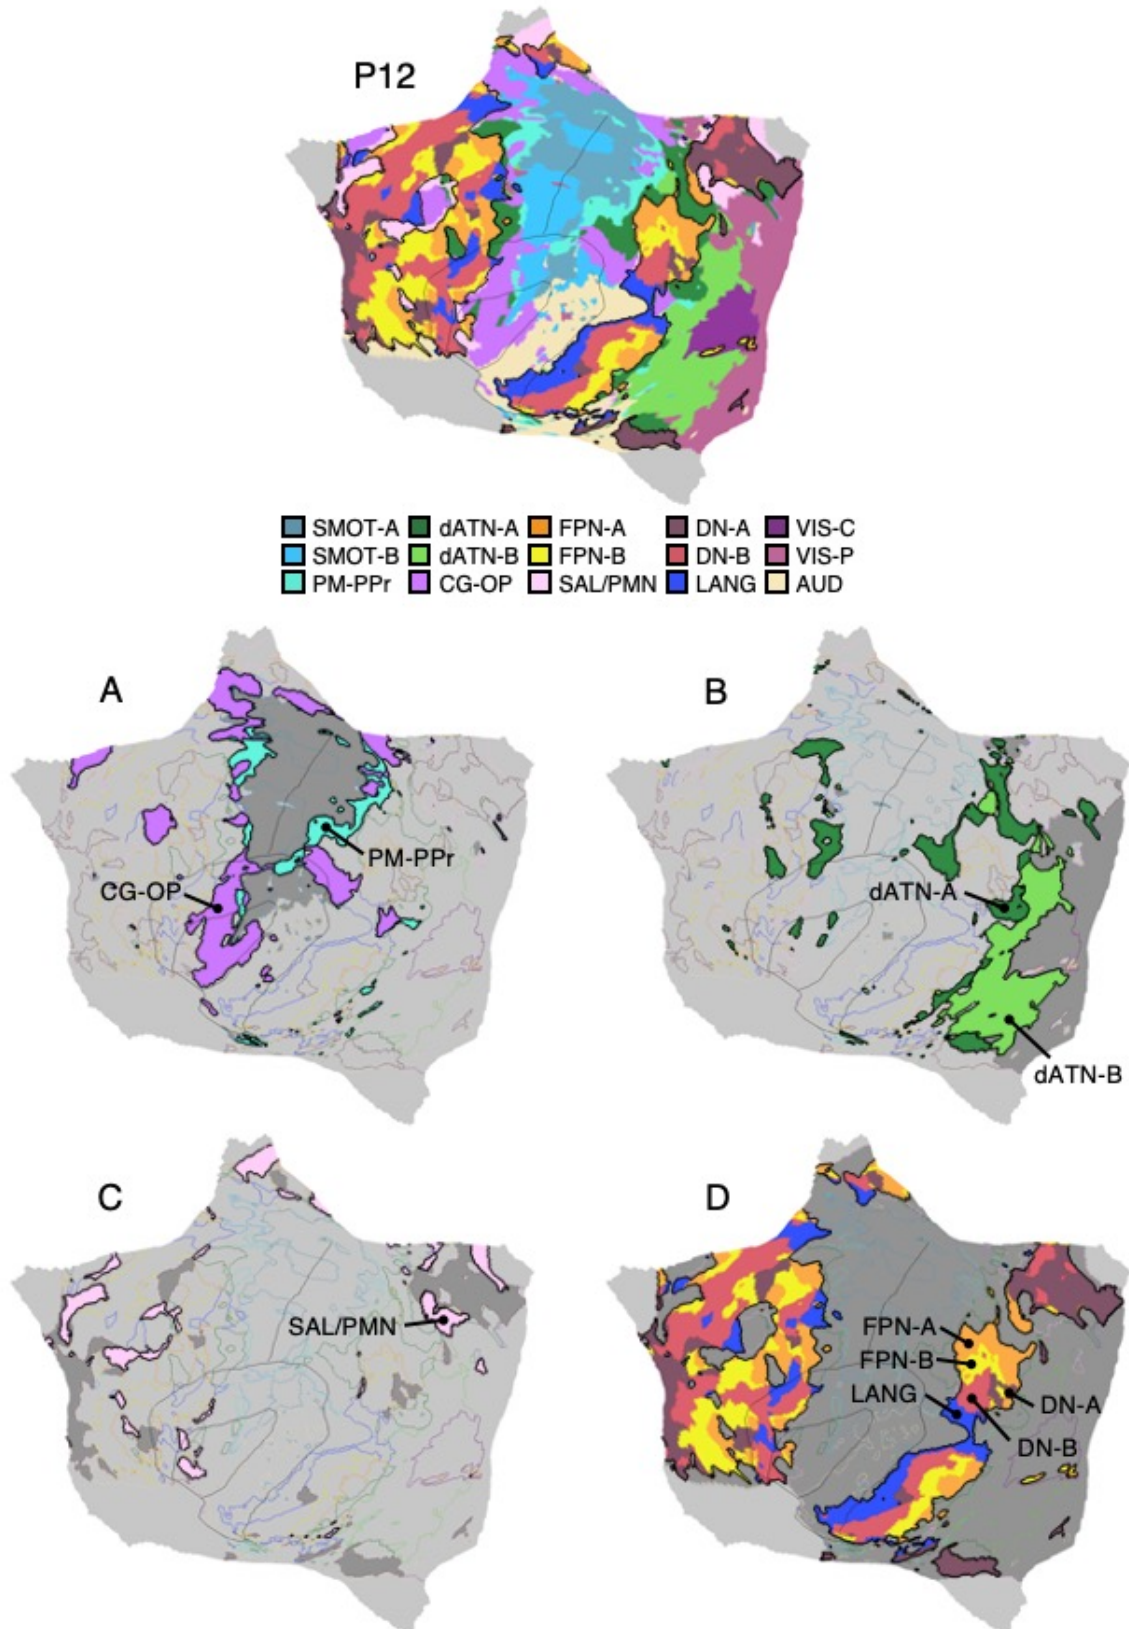 P12
SMOT-A dATN-A FPN-A DN-A VIS-C
SMOT-B dATN-B FPN-B DN-B VIS-P
PM-PPr CG-OP SAL/PMN LANG AUD
A
PM-PPr
CG-OP
B
dATN-A
dATN-B
C
SAL/PMN
D
FPN-A
FPN-B
LANG
DN-A
DN-B